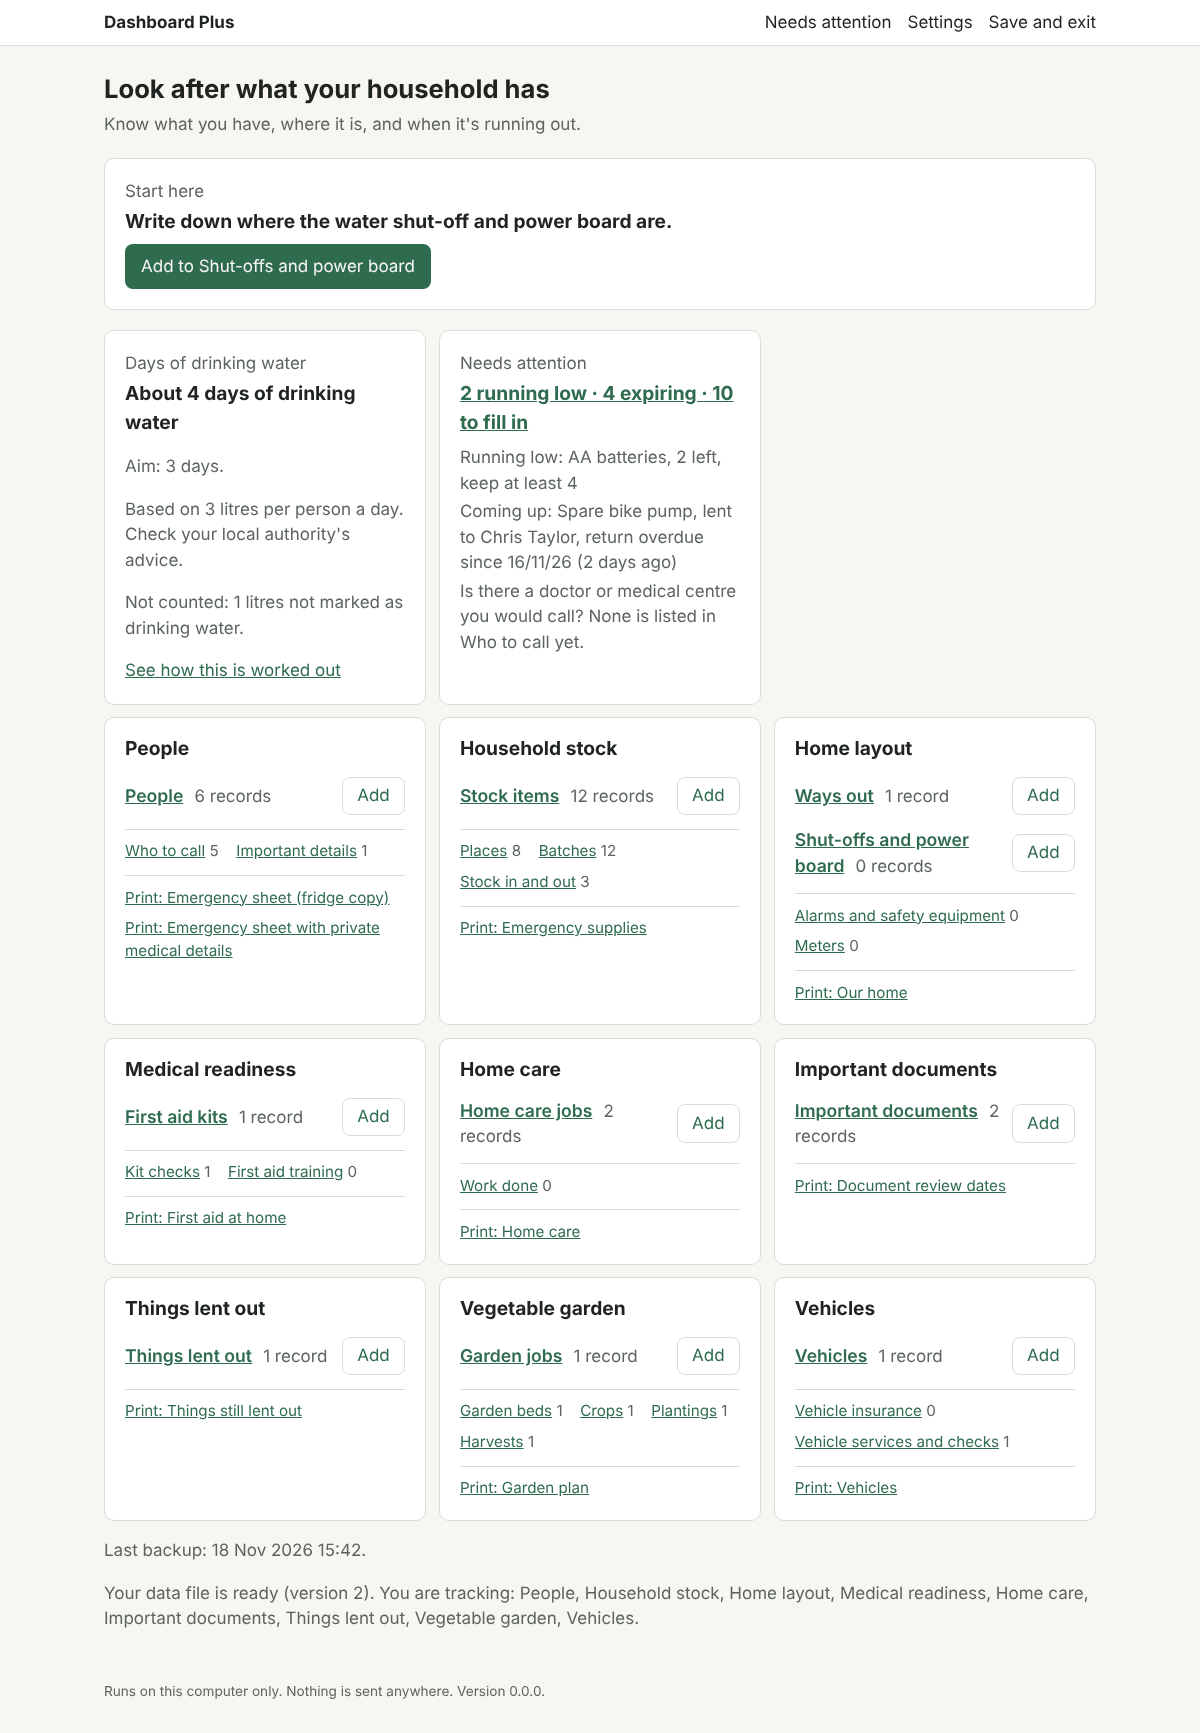 Dashboard Plus
Needs attention Settings Save and exit
Look after what your household has
Know what you have, where it is, and when it's running out.
Start here
Write down where the water shut-off and power board are.
Add to Shut-offs and power board
Days of drinking water
About 4 days of drinking
water
Aim: 3 days.
Based on 3 litres per person a day.
Check your local authority's
advice.
Not counted: 1 litres not marked as
drinking water.
See how this is worked out
Needs attention
2 running low · 4 expiring · 10
to fill in
Running low: AA batteries, 2 left,
keep at least 4
Coming up: Spare bike pump, lent
to Chris Taylor, return overdue
since 16/11/26 (2 days ago)
Is there a doctor or medical centre
you would call? None is listed in
Who to call yet.
People
People 6 records Add
Who to call 5 Important details 1
Print: Emergency sheet (fridge copy)
Print: Emergency sheet with private
medical details
Household stock
Stock items 12 records Add
Places 8 Batches 12
Stock in and out 3
Print: Emergency supplies
Home layout
Ways out 1 record Add
Shut-offs and power
board 0 records Add
Alarms and safety equipment 0
Meters 0
Print: Our home
Medical readiness
First aid kits 1 record Add
Kit checks 1 First aid training 0
Print: First aid at home
Home care
Home care jobs 2
records Add
Work done 0
Print: Home care
Important documents
Important documents 2
records Add
Print: Document review dates
Things lent out
Things lent out 1 record Add
Print: Things still lent out
Vegetable garden
Garden jobs 1 record Add
Garden beds 1 Crops 1 Plantings 1
Harvests 1
Print: Garden plan
Vehicles
Vehicles 1 record Add
Vehicle insurance 0
Vehicle services and checks 1
Print: Vehicles
Last backup: 18 Nov 2026 15:42.
Your data file is ready (version 2). You are tracking: People, Household stock, Home layout, Medical readiness, Home care,
Important documents, Things lent out, Vegetable garden, Vehicles.
Runs on this computer only. Nothing is sent anywhere. Version 0.0.0.